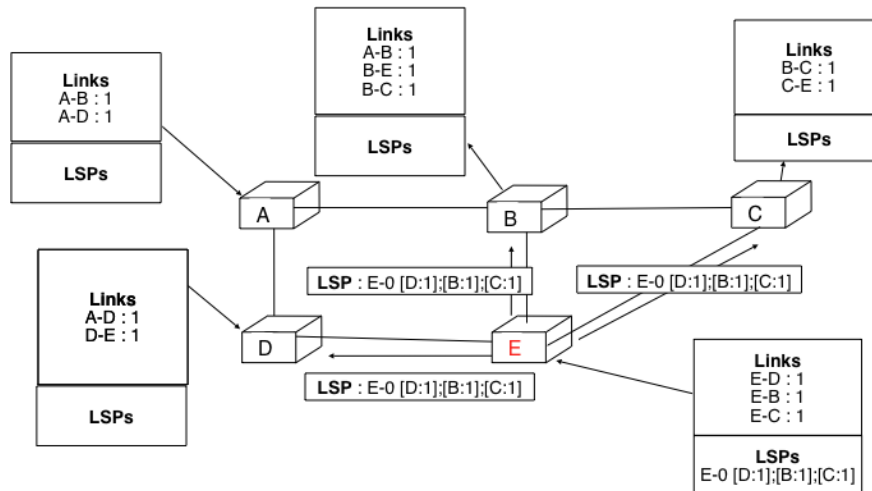 Links
A-B : 1
B-E : 1
B-C : 1
Links
B-C : 1
C-E : 1
Links
A-B : 1
A-D : 1
LSPs
LSPs
LSPs
A
B
C
LSP : E-0 [D:1];[B:1];[C:1]
LSP : E-0 [D:1];[B:1];[C:1]
Links
A-D : 1
D-E : 1
D
E
LSP : E-0 [D:1];[B:1];[C:1]
LSPs
Links
E-D : 1
E-B : 1
E-C : 1
LSPs
E-0 [D:1];[B:1];[C:1]